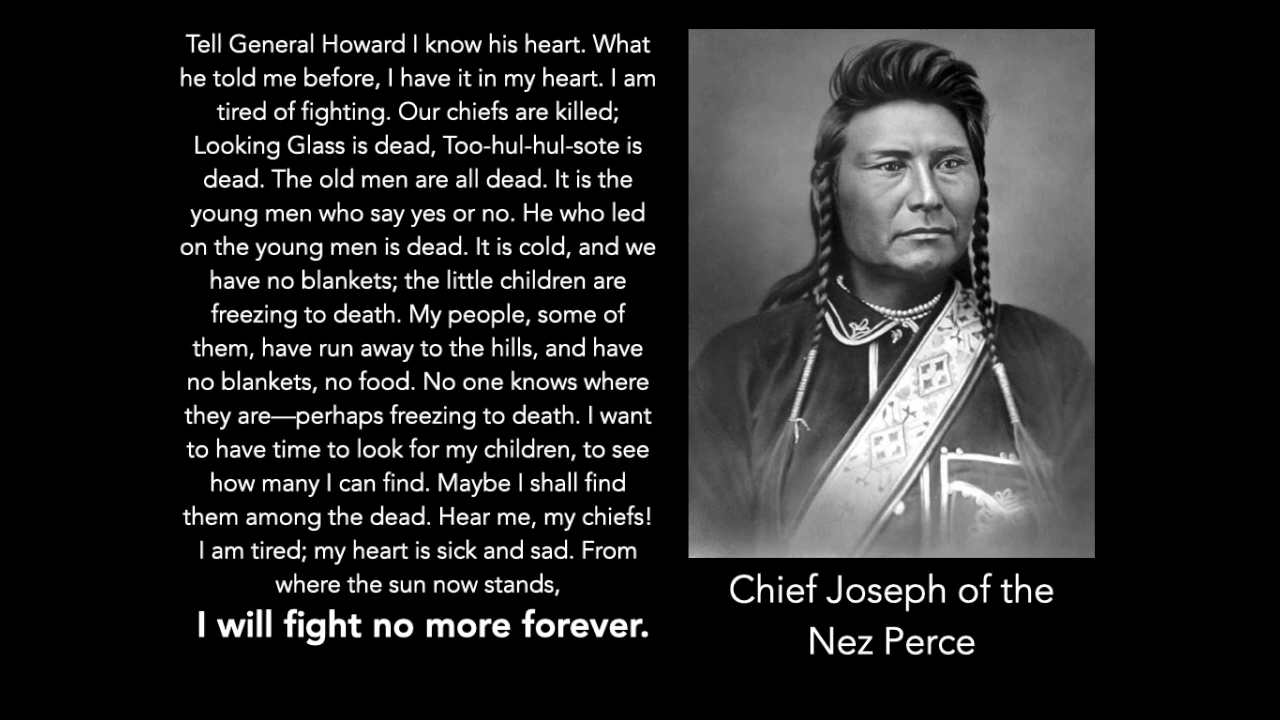 Tell General Howard I know his heart. What
he told me before, I have it in my heart. I am
tired of fighting. Our chiefs are killed;
Looking Glass is dead, Too-hul-hul-sote is
dead. The old men are all dead. It is the
young men who say yes or no. He who led
on the young men is dead. It is cold, and we
have no blankets; the little children are
freezing to death. My people, some of
them, have run away to the hills, and have
no blankets, no food. No one knows where
they are—perhaps freezing to death. I want
to have time to look for my children, to see
how many I can find. Maybe I shall find
them among the dead. Hear me, my chiefs!
I am tired; my heart is sick and sad. From
where the sun now stands,
I will fight no more forever.
Chief Joseph of the
Nez Perce